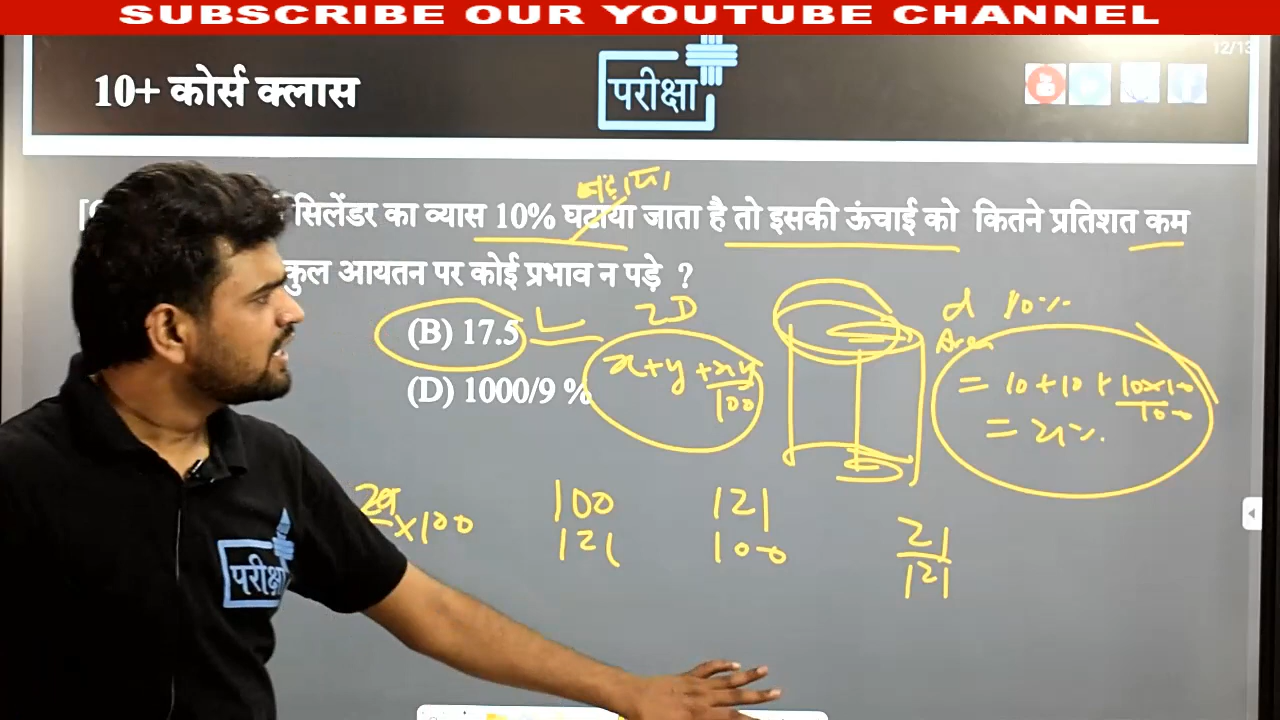 SUBSCRIBE OUR YOUTUBE CHANNEL
12/13
10+ कोर्स क्लास
परीक्षा
बढ़ाया
सिलेंडर का व्यास 10% घटाया जाता है तो इसकी ऊंचाई को कितने प्रतिशत कम
कुल आयतन पर कोई प्रभाव न पड़े ?
(B) 17.5
2D
d 10%
Area
x+y+xy/100
= 10+10+10×10/100
(D) 1000/9 %
= 21%.
×100
100
121
121
100
21
121
परीक्षा